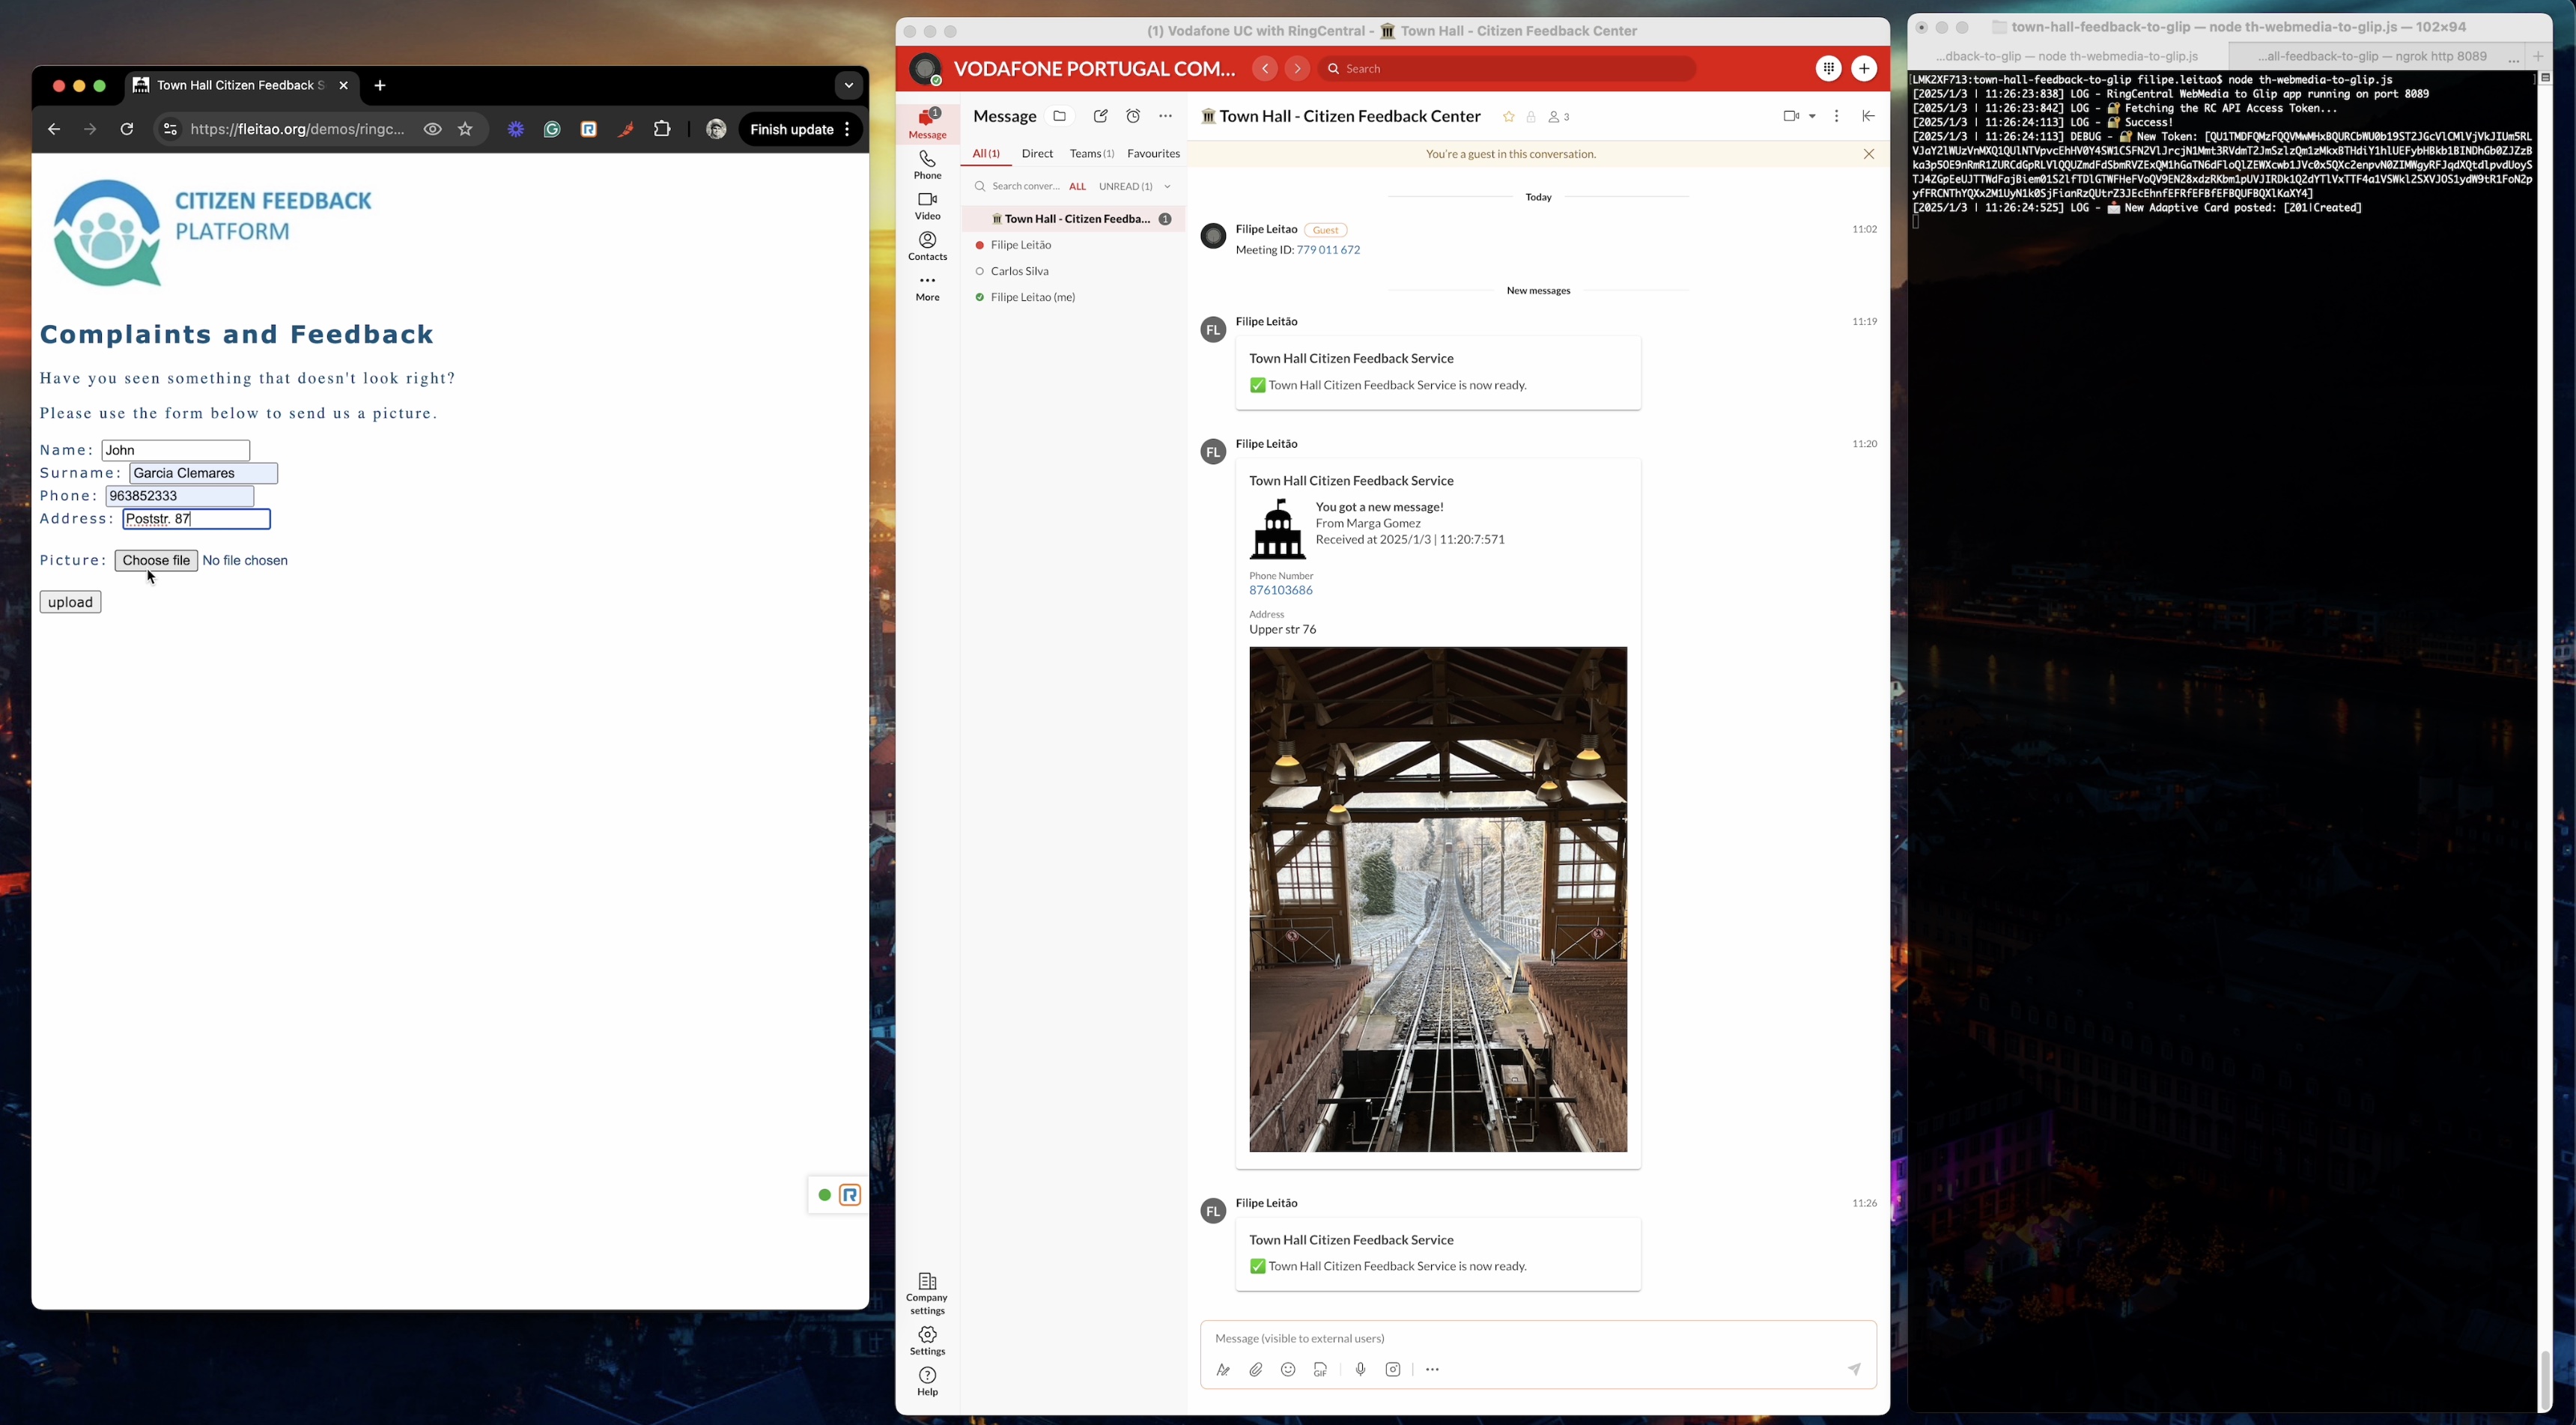 Town Hall Citizen Feedback S
https://fleitao.org/demos/ringc...
Finish update
CITIZEN FEEDBACK
PLATFORM
Complaints and Feedback
Have you seen something that doesn't look right?
Please use the form below to send us a picture.
Name: John
Surname: Garcia Clemares
Phone: 963852333
Address: Poststr. 87
Picture: Choose file No file chosen
upload
(1) Vodafone UC with RingCentral - 🏛 Town Hall - Citizen Feedback Center
VODAFONE PORTUGAL COM...
Search
1
Message
Phone
Video
Contacts
More
Company
settings
Settings
Help
Message
All (1) Direct Teams (1) Favourites
Search conver... ALL UNREAD (1)
🏛 Town Hall - Citizen Feedba... 1
Filipe Leitão
Carlos Silva
Filipe Leitao (me)
🏛 Town Hall - Citizen Feedback Center 3
You're a guest in this conversation.
Today
Filipe Leitao Guest 11:02
Meeting ID: 779 011 672
New messages
FL Filipe Leitão 11:19
Town Hall Citizen Feedback Service
✅ Town Hall Citizen Feedback Service is now ready.
FL Filipe Leitão 11:20
Town Hall Citizen Feedback Service
You got a new message!
From Marga Gomez
Received at 2025/1/3 | 11:20:7:571
Phone Number
876103686
Address
Upper str 76
FL Filipe Leitão 11:26
Town Hall Citizen Feedback Service
✅ Town Hall Citizen Feedback Service is now ready.
Message (visible to external users)
GIF
town-hall-feedback-to-glip — node th-webmedia-to-glip.js — 102×94
...dback-to-glip — node th-webmedia-to-glip.js ...all-feedback-to-glip — ngrok http 8089 ...
[LMK2XF713:town-hall-feedback-to-glip filipe.leitao$ node th-webmedia-to-glip.js ]
[2025/1/3 | 11:26:23:838] LOG - RingCentral WebMedia to Glip app running on port 8089
[2025/1/3 | 11:26:23:842] LOG - 🔐 Fetching the RC API Access Token...
[2025/1/3 | 11:26:24:113] LOG - 🔐 Success!
[2025/1/3 | 11:26:24:113] DEBUG - 🔐 New Token:
[2025/1/3 | 11:26:24:525] LOG - 📩 New Adaptive Card posted: [201|Created]